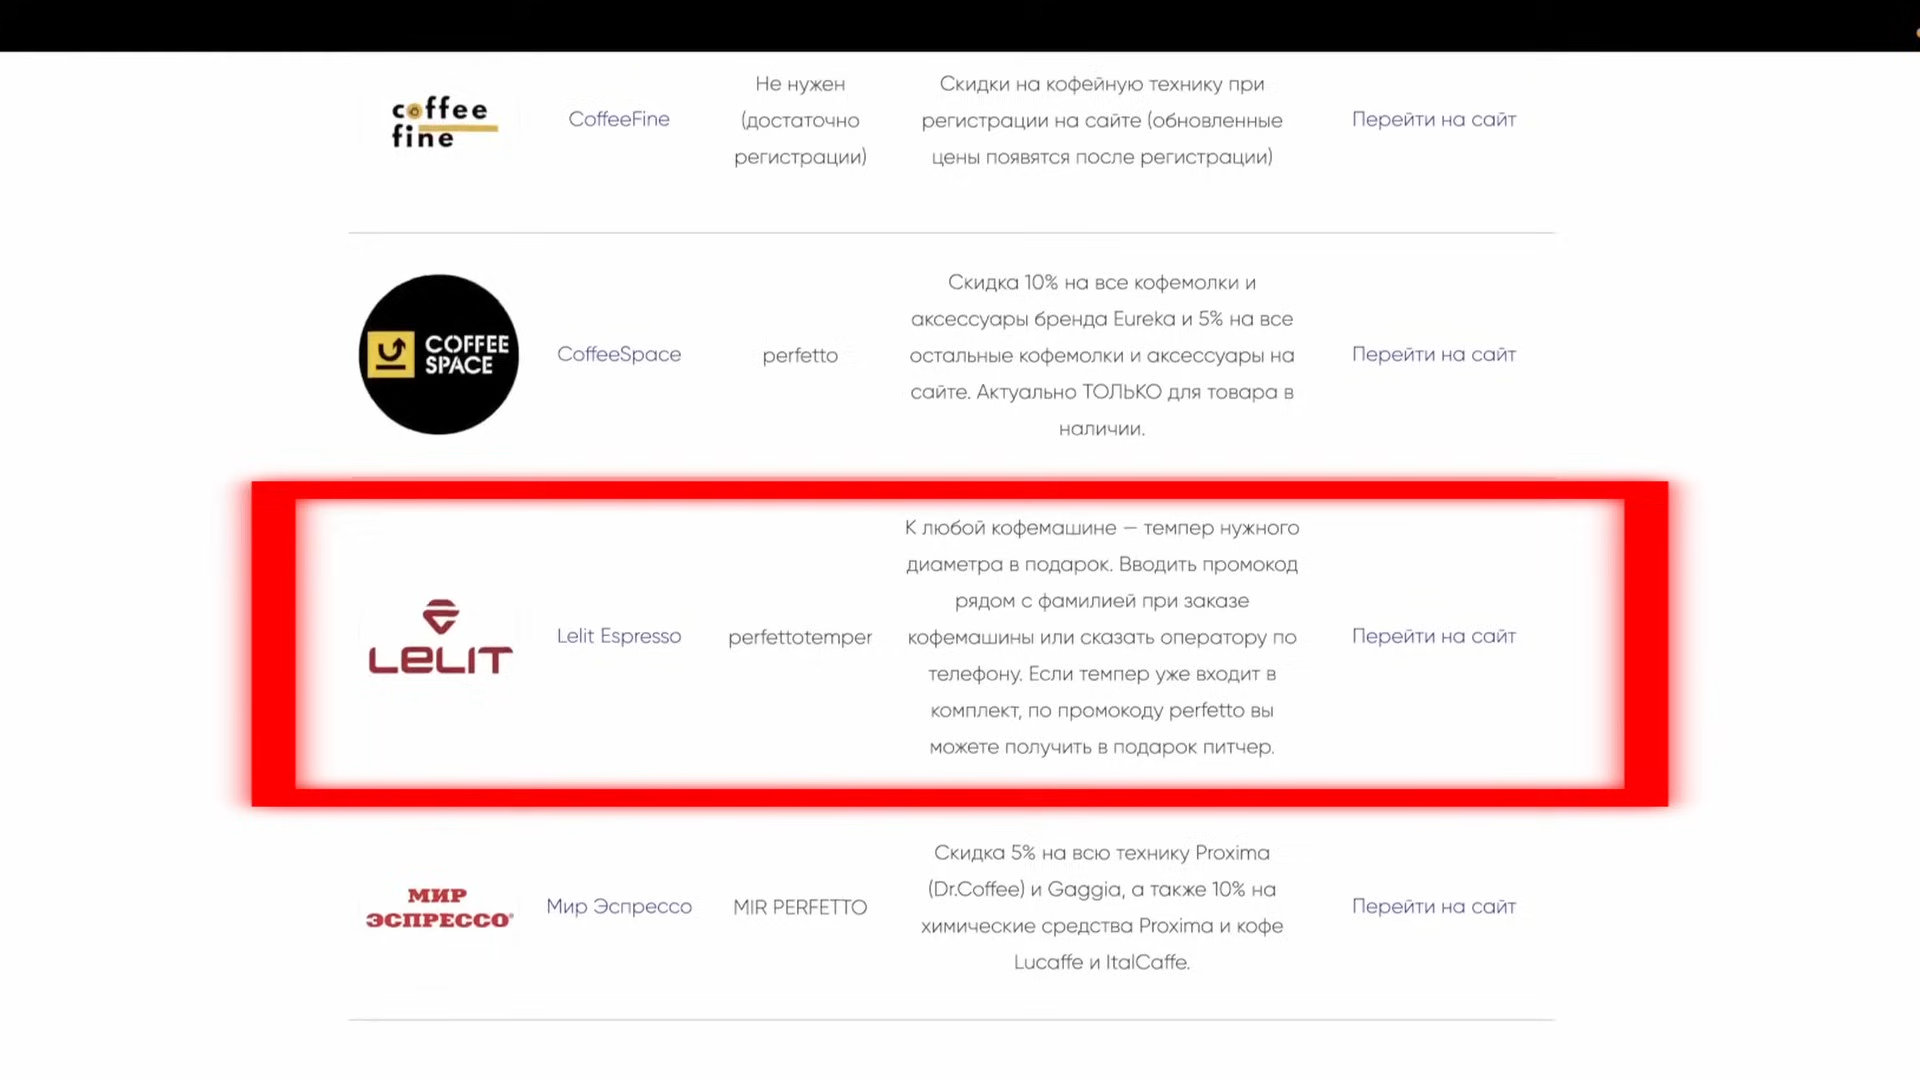 coffee
fine
CoffeeFine
Не нужен
(достаточно
регистрации)
Скидки на кофейную технику при
регистрации на сайте (обновленные
цены появятся после регистрации)
Перейти на сайт
COFFEE
SPACE
CoffeeSpace
perfetto
Скидка 10% на все кофемолки и
аксессуары бренда Eureka и 5% на все
остальные кофемолки и аксессуары на
сайте. Актуально ТОЛЬКО для товара в
наличии.
Перейти на сайт
LELIT
Lelit Espresso
perfettotemper
К любой кофемашине — темпер нужного
диаметра в подарок. Вводить промокод
рядом с фамилией при заказе
кофемашины или сказать оператору по
телефону. Если темпер уже входит в
комплект, по промокоду perfetto вы
можете получить в подарок питчер.
Перейти на сайт
МИР
ЭСПРЕССО
Мир Эспрессо
MIR PERFETTO
Скидка 5% на всю технику Proxima
(Dr.Coffee) и Gaggia, а также 10% на
химические средства Proxima и кофе
Lucaffe и ItalCaffe.
Перейти на сайт